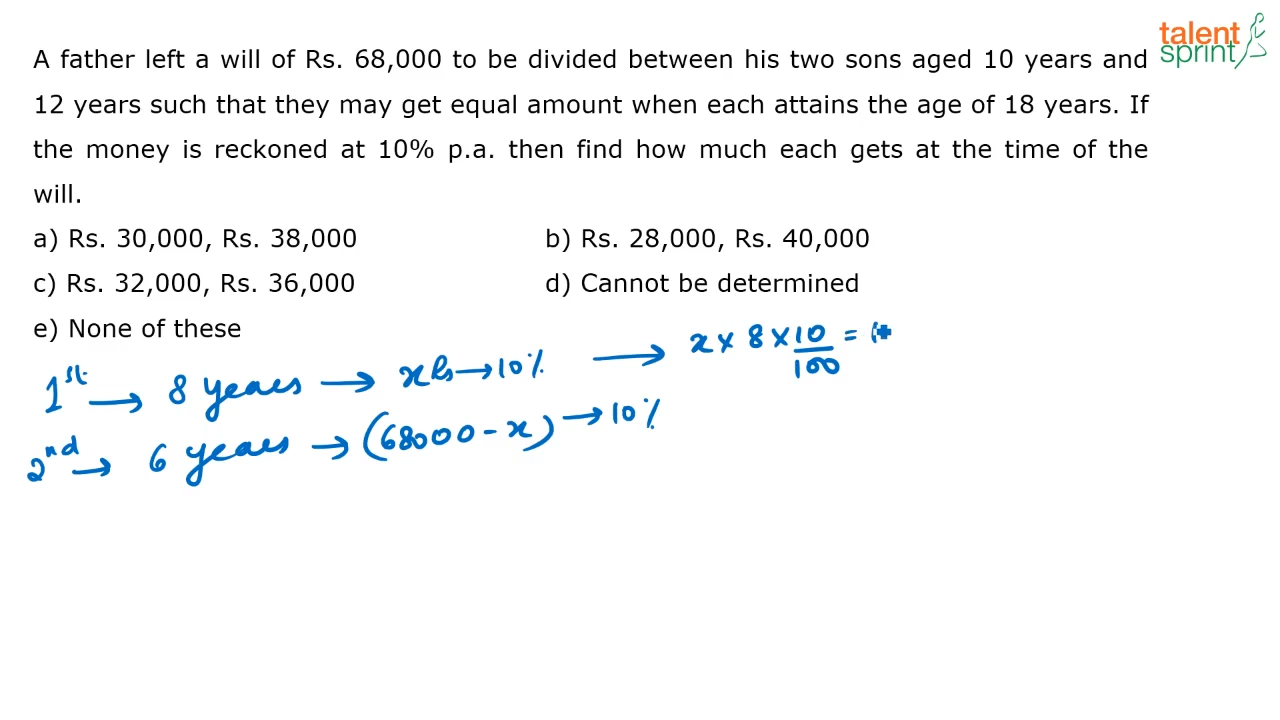 talent
sprint
A father left a will of Rs. 68,000 to be divided between his two sons aged 10 years and
12 years such that they may get equal amount when each attains the age of 18 years. If
the money is reckoned at 10% p.a. then find how much each gets at the time of the
will.
a) Rs. 30,000, Rs. 38,000 b) Rs. 28,000, Rs. 40,000
c) Rs. 32,000, Rs. 36,000 d) Cannot be determined
e) None of these
1st → 8 years → x Rs → 10% → x × 8 × 10/100 = (
2nd → 6 years → (68000 - x) → 10%